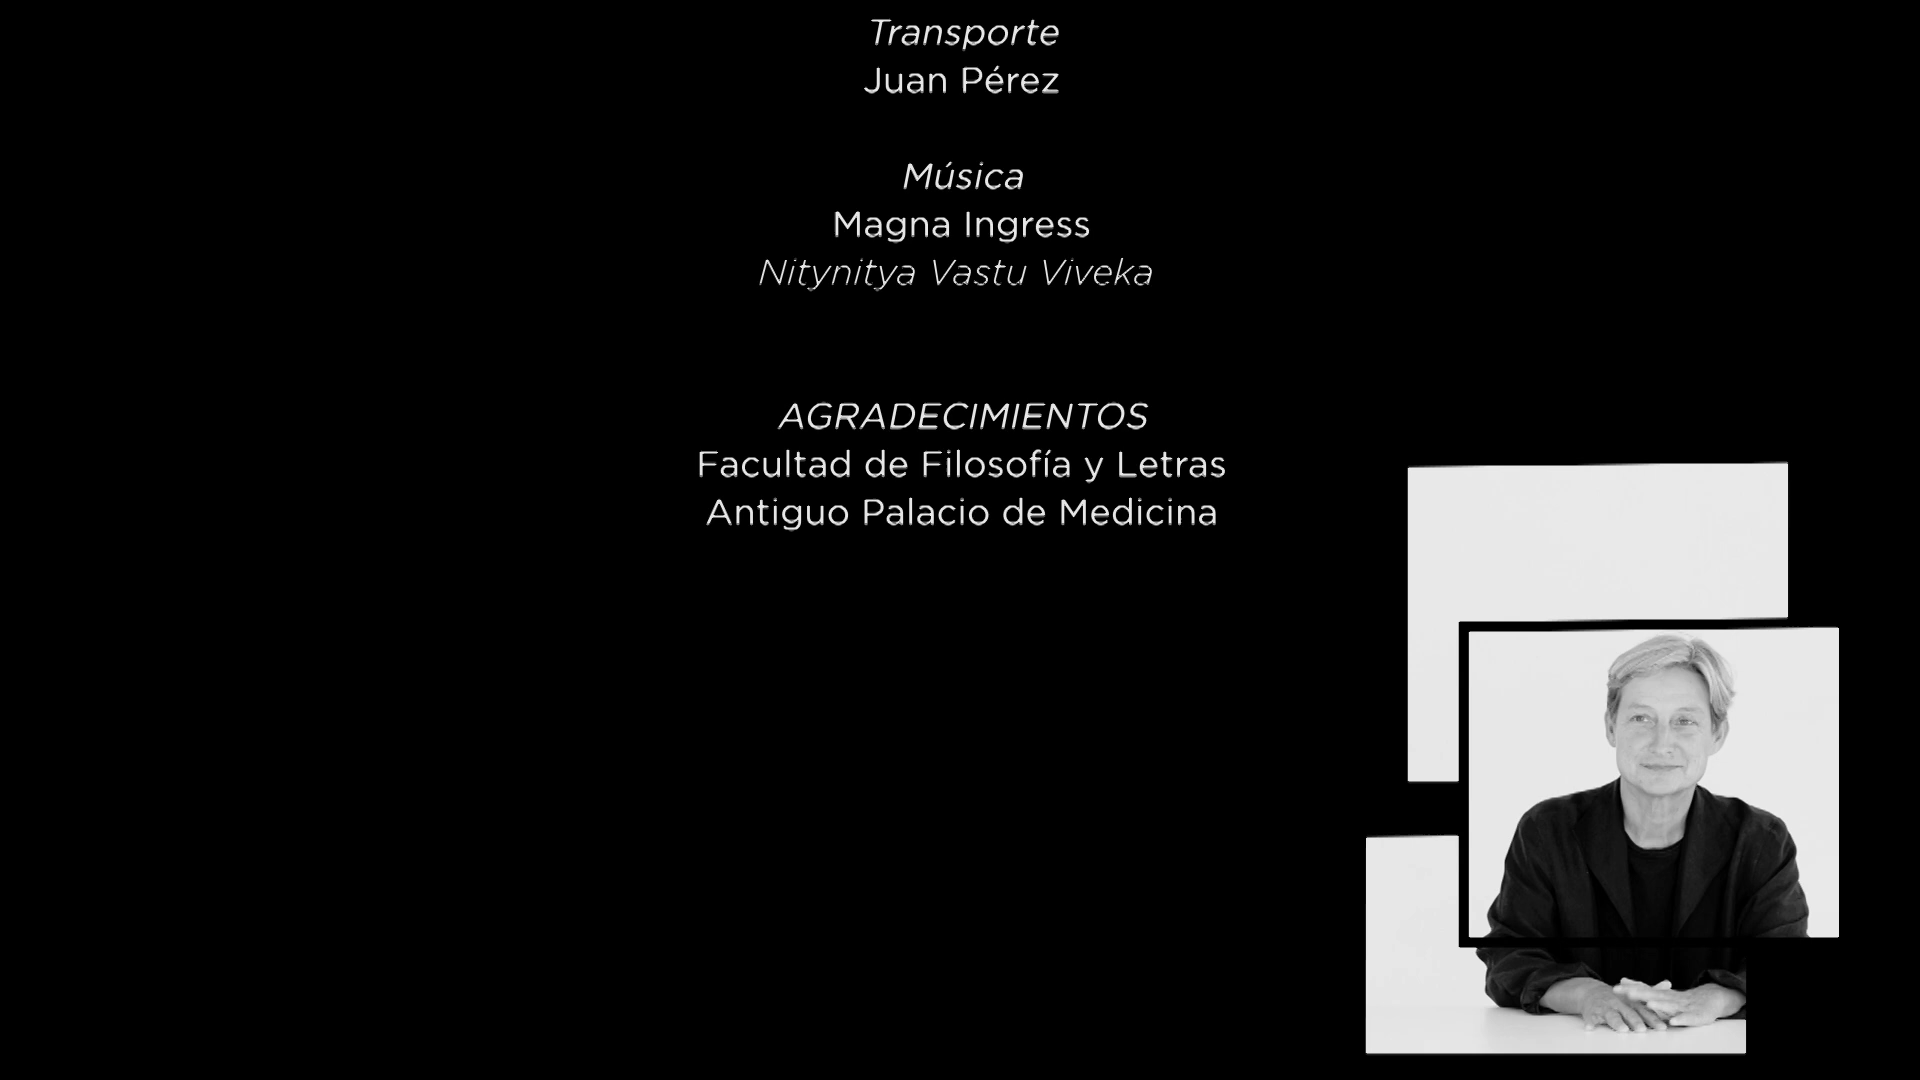 Transporte
Juan Pérez
Música
Magna Ingress
Nitynitya Vastu Viveka
AGRADECIMIENTOS
Facultad de Filosofía y Letras
Antiguo Palacio de Medicina